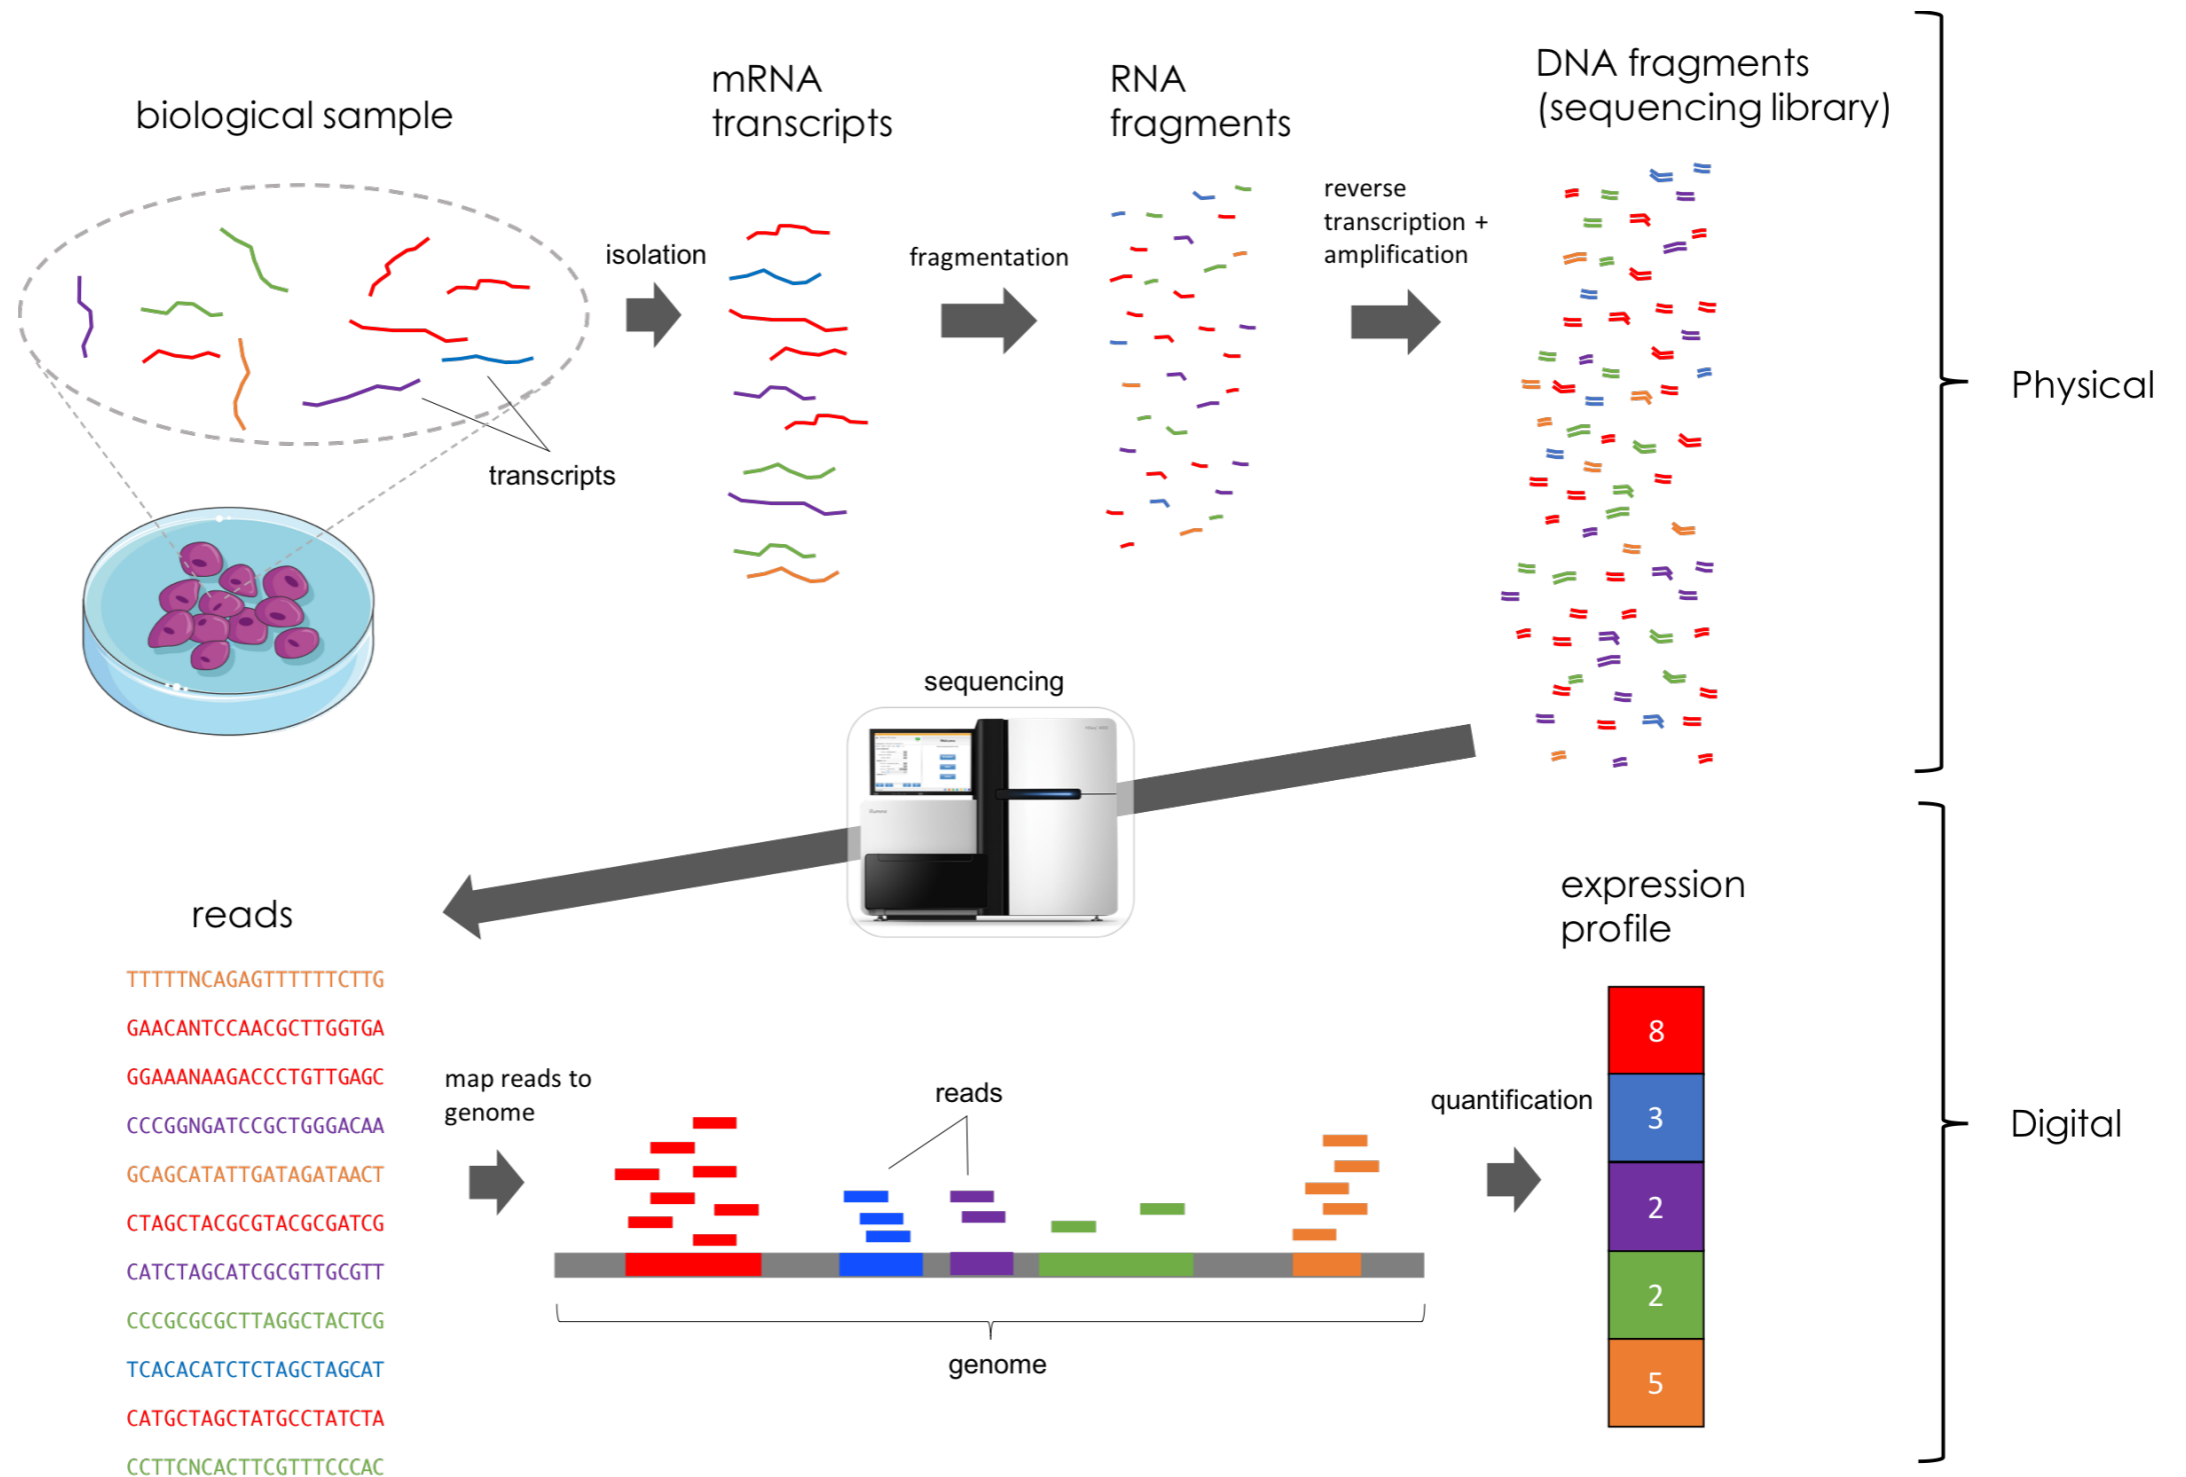 biological sample
mRNA
transcripts
RNA
fragments
DNA fragments
(sequencing library)
isolation
fragmentation
reverse
transcription +
amplification
transcripts
Physical
sequencing
reads
TTTTTNCAGAGTTTTTTCTTG
GAACANTCCAACGCTTGGTGA
GGAAANAAGACCCTGTTGAGC
CCCGGNGATCCGCTGGGACAA
GCAGCATATTGATAGATAACT
CTAGCTACGCGTACGCGATCG
CATCTAGCATCGCGTTGCGTT
CCCGCGCGCTTAGGCTACTCG
TCACACATCTCTAGCTAGCAT
CATGCTAGCTATGCCTATCTA
CCTTCNCACTTCGTTTCCCAC
map reads to
genome
reads
genome
quantification
expression
profile
8
3
2
2
5
Digital